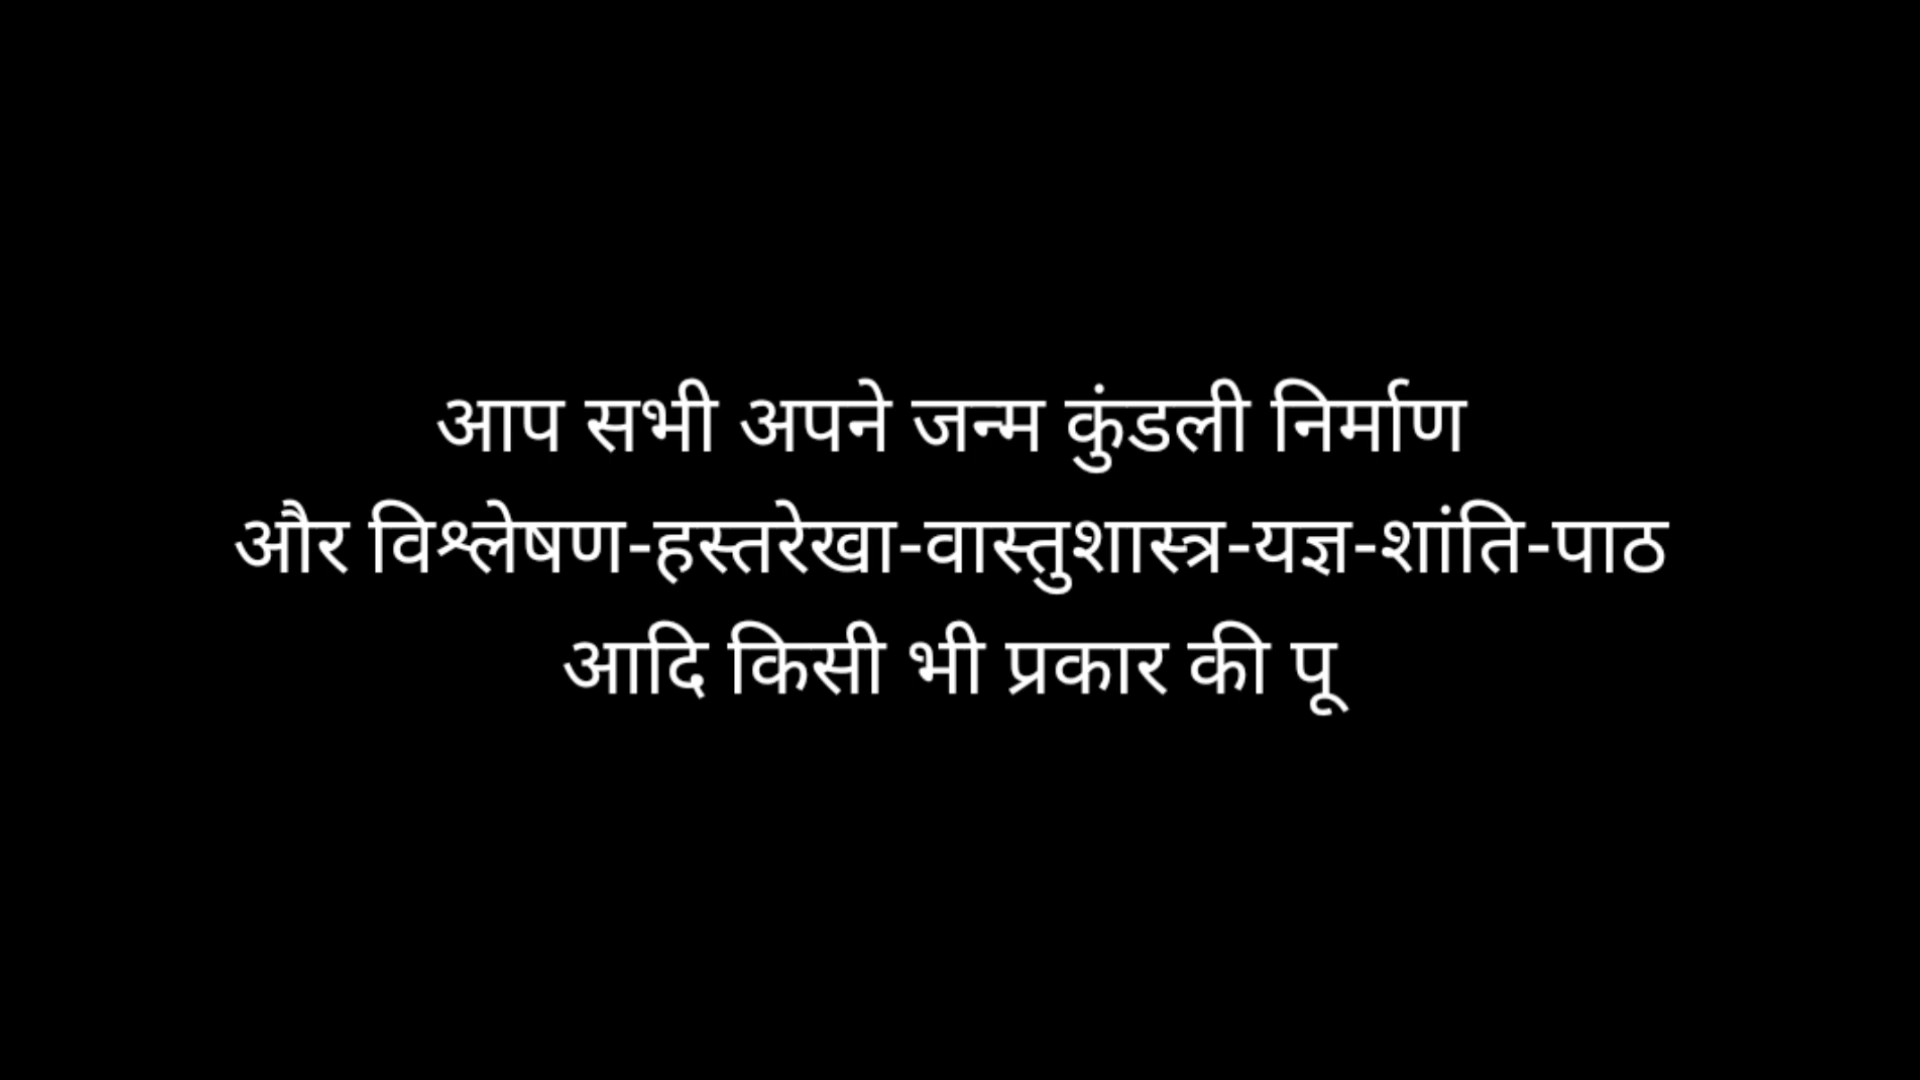 आप सभी अपने जन्म कुंडली निर्माण
और विश्लेषण-हस्तरेखा-वास्तुशास्त्र-यज्ञ-शांति-पाठ
आदि किसी भी प्रकार की पू